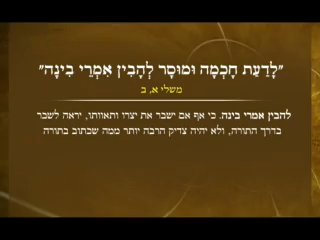 "לָדַעַת חָכְמָה וּמוּסָר לְהָבִין אִמְרֵי בִינָה"
משלי א, ב
להבין אמרי בינה. כי אף אם ישבר את יצרו ותאוותו, יראה לשבר
בדרך התורה, ולא יהיה צדיק הרבה יותר ממה שכתוב בתורה